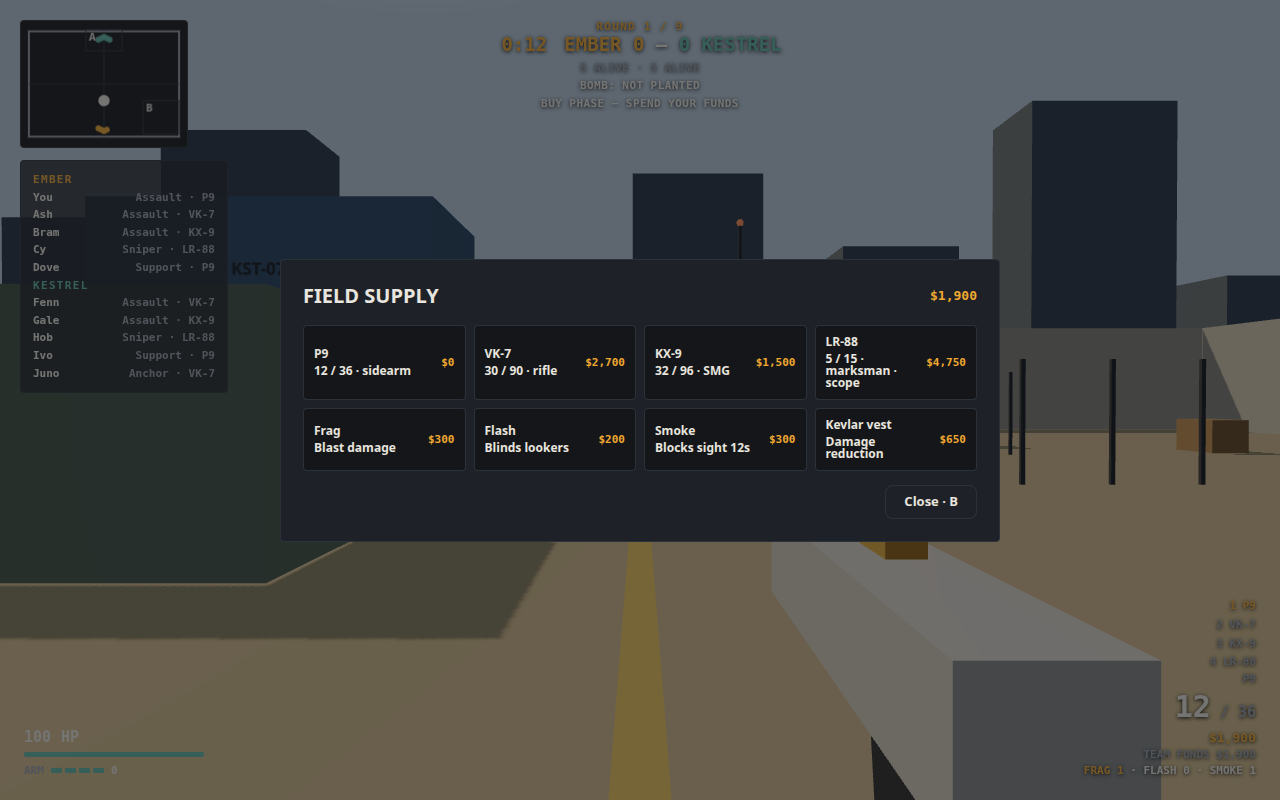 A
B
ROUND 1 / 9
0:12 EMBER 0 — 0 KESTREL
5 ALIVE · 5 ALIVE
BOMB: NOT PLANTED
BUY PHASE — SPEND YOUR FUNDS
EMBER
You Assault · P9
Ash Assault · VK-7
Bram Assault · KX-9
Cy Sniper · LR-88
Dove Support · P9
KESTREL
Fenn Assault · VK-7
Gale Assault · KX-9
Hob Sniper · LR-88
Ivo Support · P9
Juno Anchor · VK-7
KST-07
FIELD SUPPLY $1,900
P9
12 / 36 · sidearm
$0
VK-7
30 / 90 · rifle
$2,700
KX-9
32 / 96 · SMG
$1,500
LR-88
5 / 15 ·
marksman ·
scope
$4,750
Frag
Blast damage
$300
Flash
Blinds lookers
$200
Smoke
Blocks sight 12s
$300
Kevlar vest
Damage
reduction
$650
Close · B
1 P9
2 VK-7
3 KX-9
4 LR-88
P9
12 / 36
$1,900
TEAM FUNDS
FRAG 1 · FLASH 0 · SMOKE 1
100 HP
ARM 0